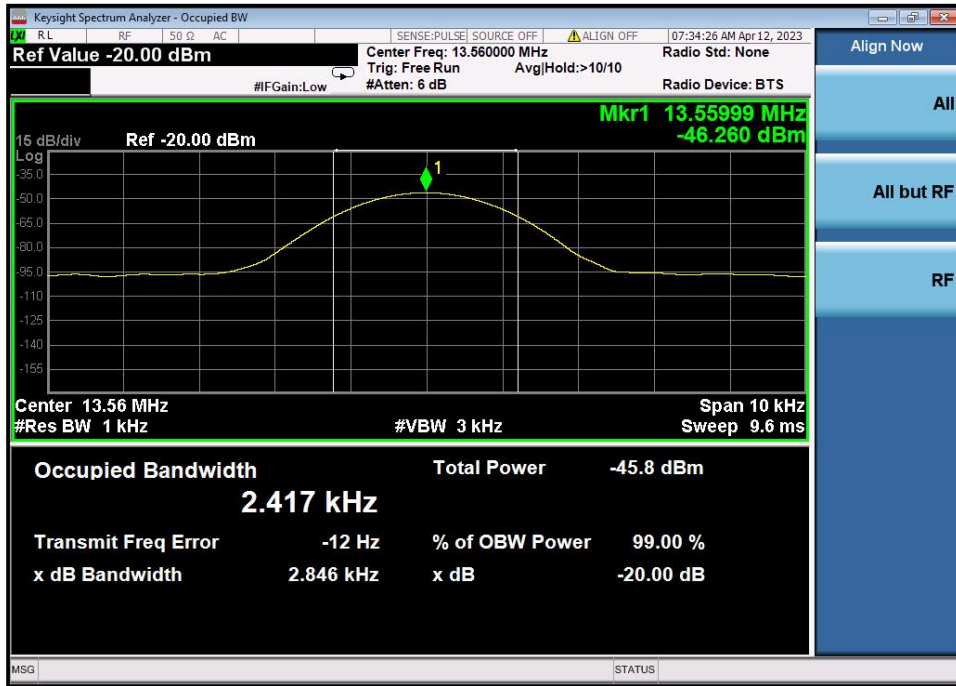 Keysight Spectrum Analyzer - Occupied BW
LXI RL RF 50 Ω AC SENSE:PULSE SOURCE OFF ALIGN OFF 07:34:26 AM Apr 12, 2023
Ref Value -20.00 dBm
Center Freq: 13.560000 MHz
Radio Std: None
Trig: Free Run Avg|Hold:>10/10
#IFGain:Low
#Atten: 6 dB
Radio Device: BTS
Mkr1 13.55999 MHz
-46.260 dBm
15 dB/div Ref -20.00 dBm
Log
1
-35.0
-50.0
-65.0
-80.0
-95.0
-110
-125
-140
-155
Center 13.56 MHz Span 10 kHz
#Res BW 1 kHz #VBW 3 kHz Sweep 9.6 ms
Occupied Bandwidth Total Power -45.8 dBm
2.417 kHz
Transmit Freq Error -12 Hz % of OBW Power 99.00 %
x dB Bandwidth 2.846 kHz x dB -20.00 dB
MSG STATUS
Align Now
All
All but RF
RF